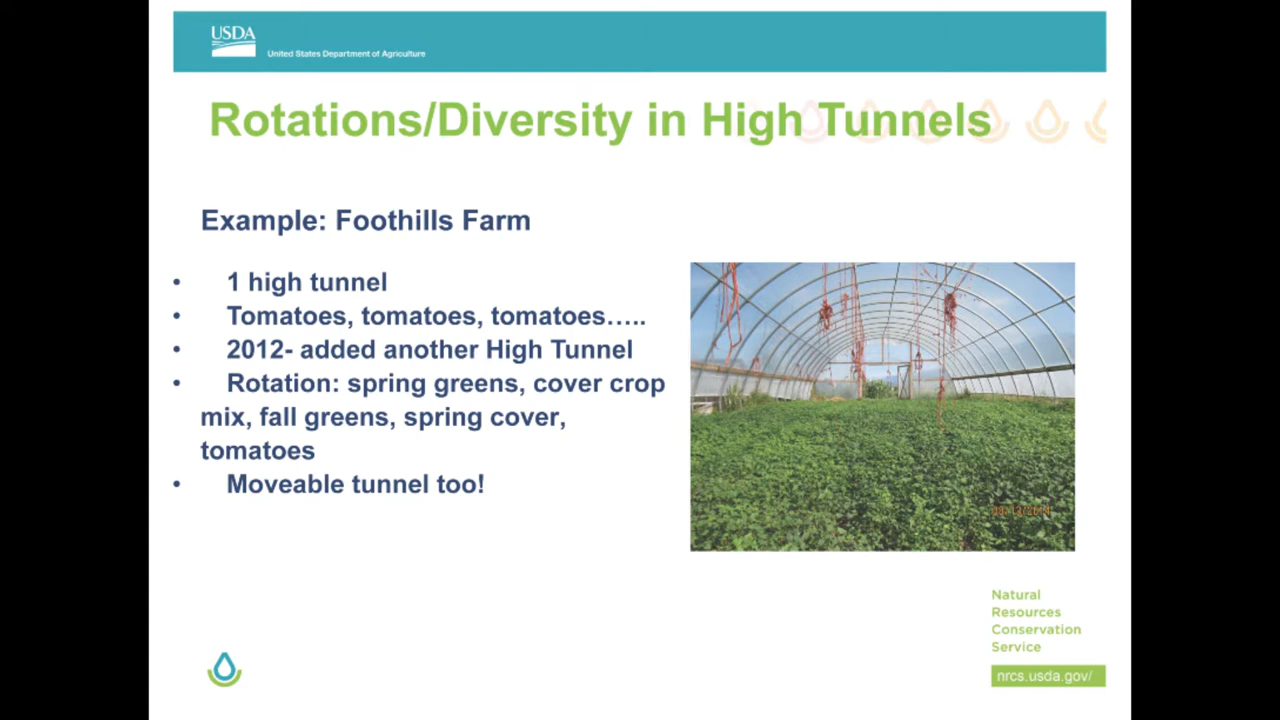 USDA
United States Department of Agriculture
Rotations/Diversity in High Tunnels
Example: Foothills Farm
• 1 high tunnel
• Tomatoes, tomatoes, tomatoes…..
• 2012- added another High Tunnel
• Rotation: spring greens, cover crop
mix, fall greens, spring cover,
tomatoes
• Moveable tunnel too!
Natural
Resources
Conservation
Service
nrcs.usda.gov/